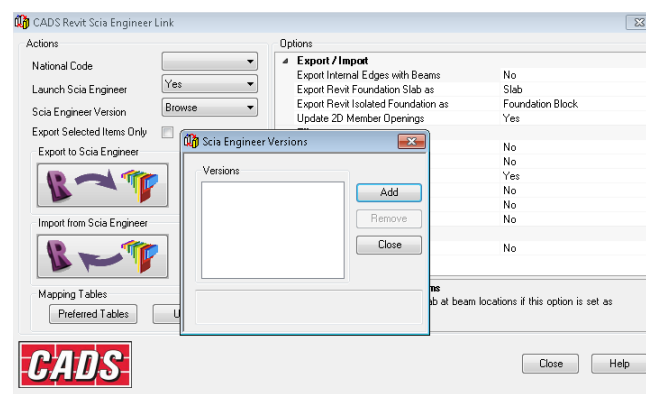 CADS Revit Scia Engineer Link
Actions
National Code
Launch Scia Engineer Yes
Scia Engineer Version Browse
Export Selected Items Only
Export to Scia Engineer
Import from Scia Engineer
Mapping Tables
Preferred Tables U
Options
Export / Import
Export Internal Edges with Beams No
Export Revit Foundation Slab as Slab
Export Revit Isolated Foundation as Foundation Block
Update 2D Member Openings Yes
No
No
Yes
No
No
No
ab at beam locations if this option is set as
Scia Engineer Versions
Versions
Add
Remove
Close
CADS
Close Help